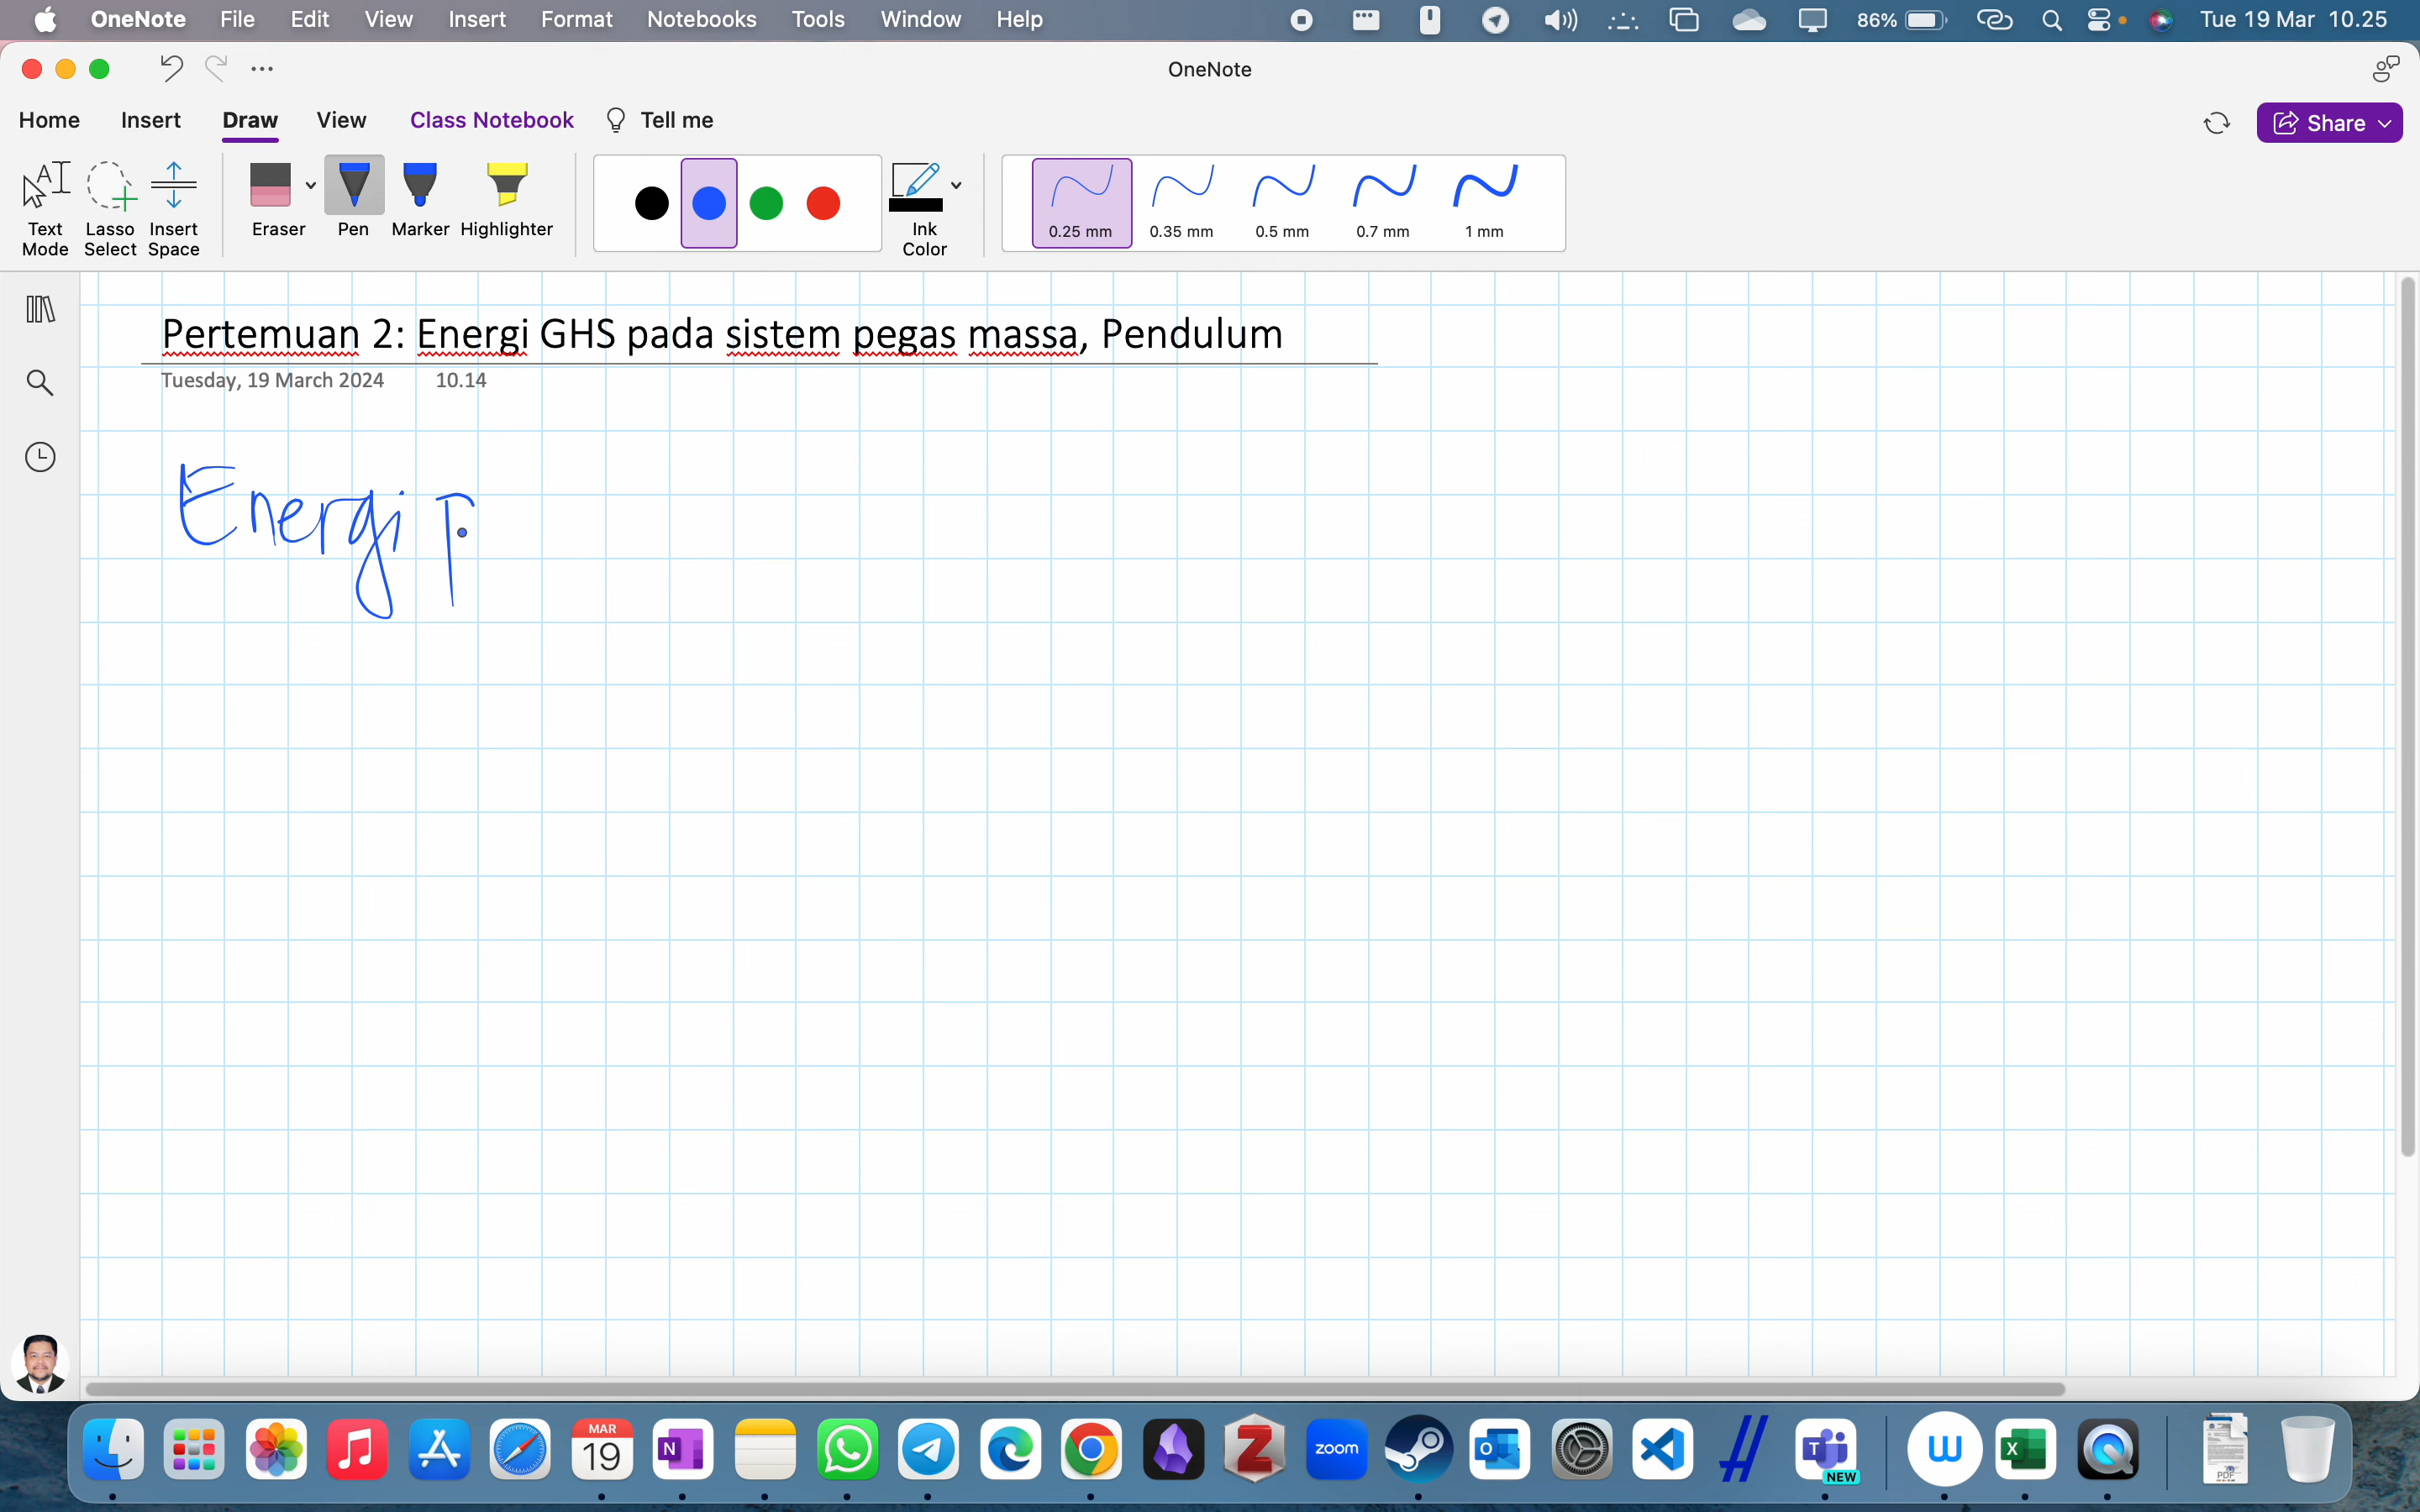 OneNote File Edit View Insert Format Notebooks Tools Window Help 86% Tue 19 Mar 10.25
OneNote
Home Insert Draw View Class Notebook Tell me Share
Text Mode Lasso Select Insert Space Eraser Pen Marker Highlighter Ink Color 0.25 mm 0.35 mm 0.5 mm 0.7 mm 1 mm
Pertemuan 2: Energi GHS pada sistem pegas massa, Pendulum
Tuesday, 19 March 2024 10.14
Energi P
MAR
19
N
zoom
O
T
NEW
W
X
PDF